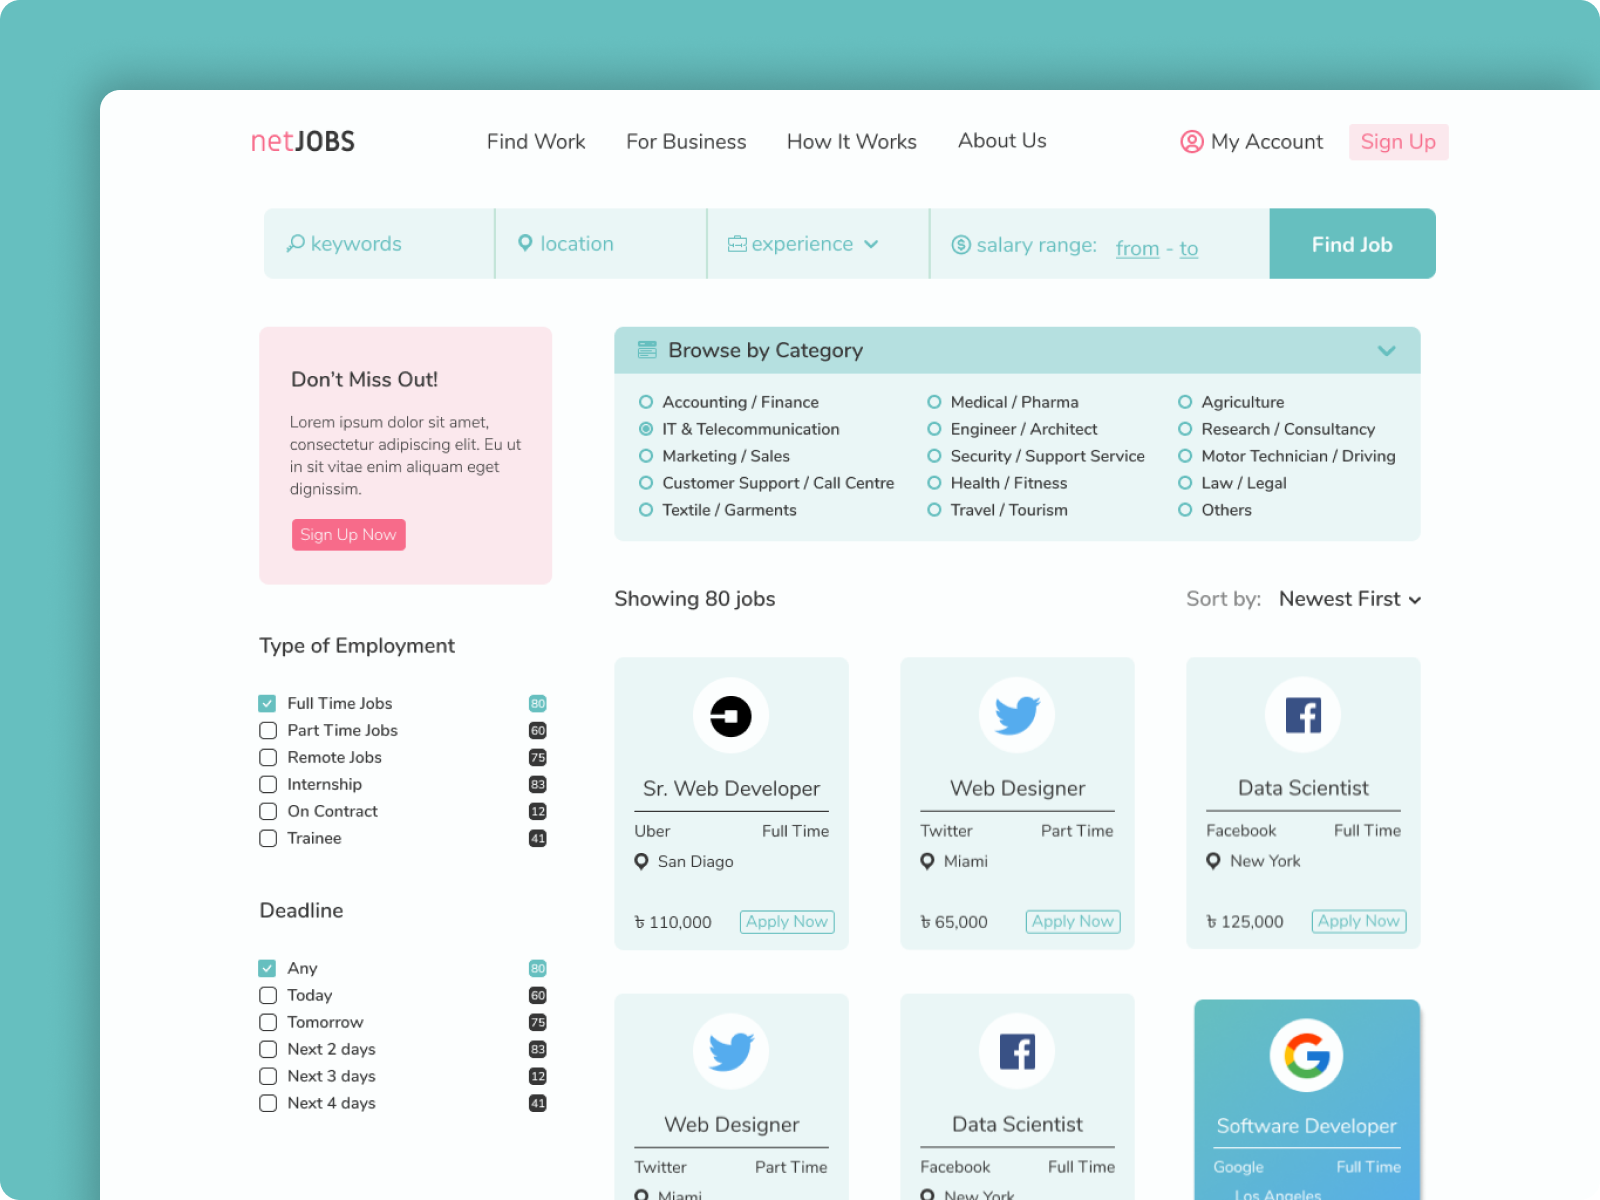 netJOBS
Find Work
For Business
How It Works
About Us
My Account
Sign Up
keywords
location
experience
salary range: from - to
Find Job
Don't Miss Out!
Lorem ipsum dolor sit amet,
consectetur adipiscing elit. Eu ut
in sit vitae enim aliquam eget
dignissim.
Sign Up Now
Type of Employment
Full Time Jobs 80
Part Time Jobs 60
Remote Jobs 75
Internship 83
On Contract 12
Trainee 41
Deadline
Any 80
Today 60
Tomorrow 75
Next 2 days 83
Next 3 days 12
Next 4 days 41
Browse by Category
Accounting / Finance
IT & Telecommunication
Marketing / Sales
Customer Support / Call Centre
Textile / Garments
Medical / Pharma
Engineer / Architect
Security / Support Service
Health / Fitness
Travel / Tourism
Agriculture
Research / Consultancy
Motor Technician / Driving
Law / Legal
Others
Showing 80 jobs
Sort by: Newest First
Sr. Web Developer
Uber Full Time
San Diago
৳ 110,000 Apply Now
Web Designer
Twitter Part Time
Miami
৳ 65,000 Apply Now
Data Scientist
Facebook Full Time
New York
৳ 125,000 Apply Now
Web Designer
Twitter Part Time
Miami
Data Scientist
Facebook Full Time
New York
Software Developer
Google Full Time
Los Angeles